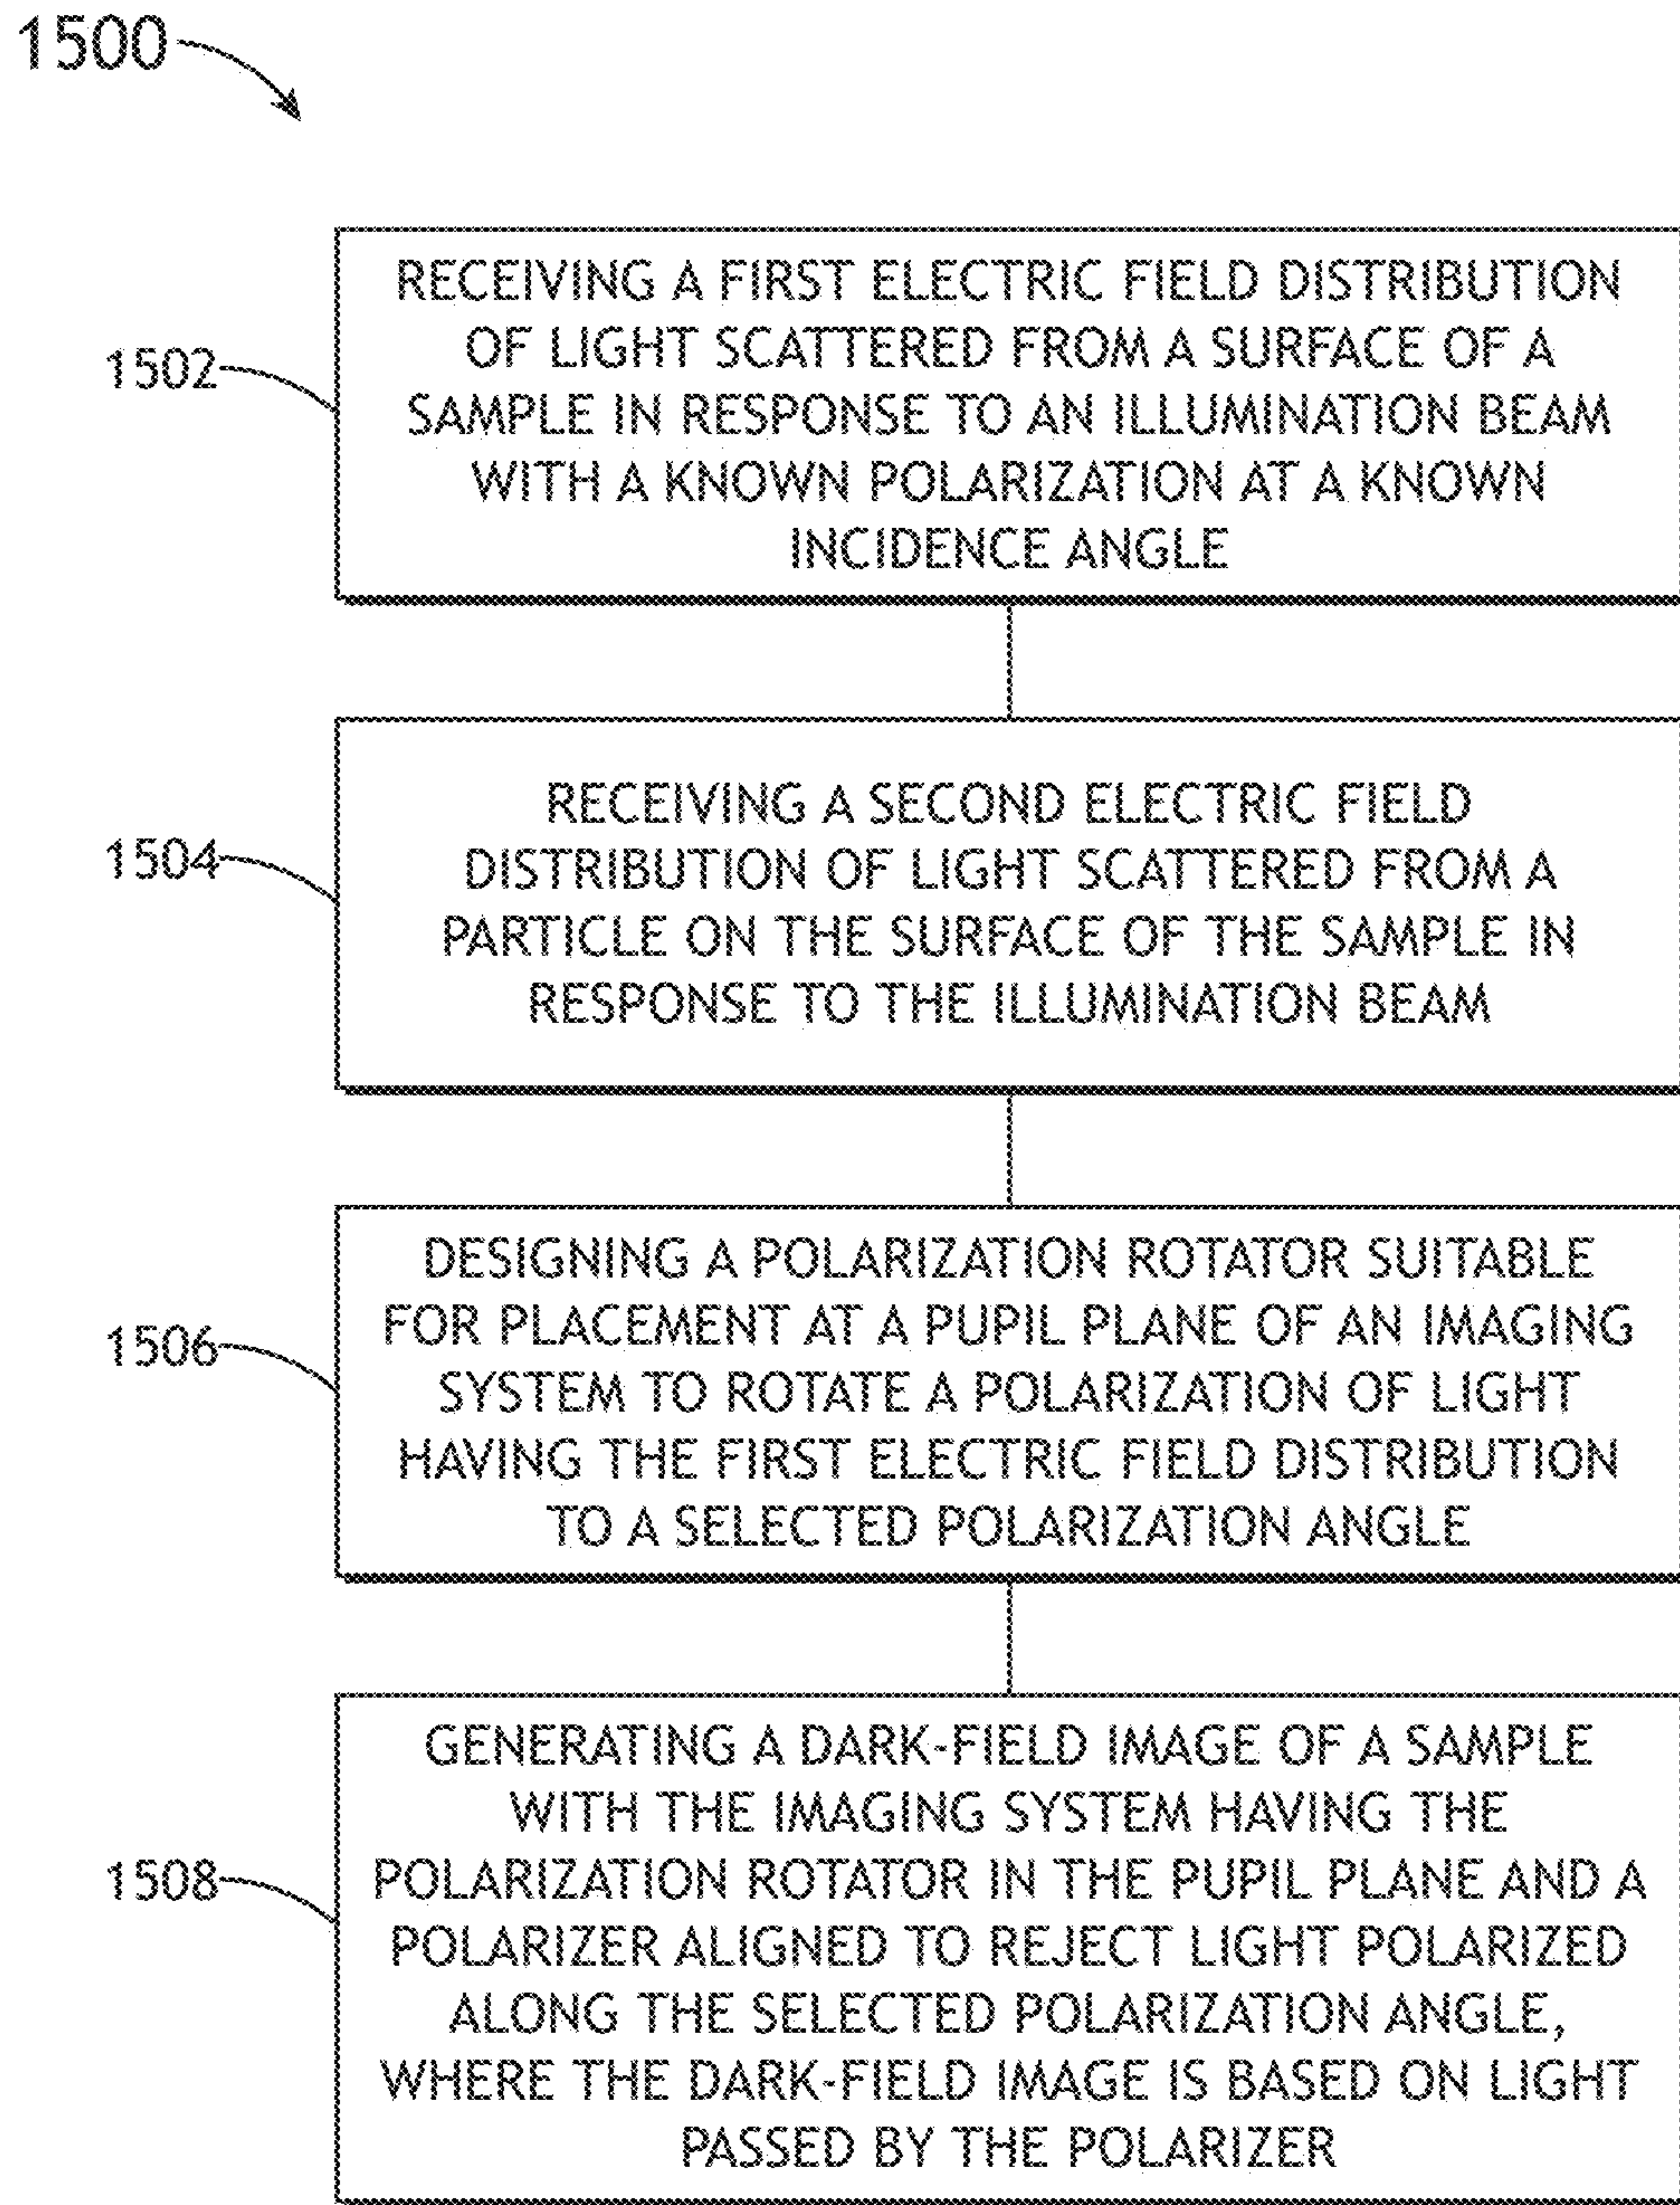 1500
1502
RECEIVING A FIRST ELECTRIC FIELD DISTRIBUTION
OF LIGHT SCATTERED FROM A SURFACE OF A
SAMPLE IN RESPONSE TO AN ILLUMINATION BEAM
WITH A KNOWN POLARIZATION AT A KNOWN
INCIDENCE ANGLE
1504
RECEIVING A SECOND ELECTRIC FIELD
DISTRIBUTION OF LIGHT SCATTERED FROM A
PARTICLE ON THE SURFACE OF THE SAMPLE IN
RESPONSE TO THE ILLUMINATION BEAM
1506
DESIGNING A POLARIZATION ROTATOR SUITABLE
FOR PLACEMENT AT A PUPIL PLANE OF AN IMAGING
SYSTEM TO ROTATE A POLARIZATION OF LIGHT
HAVING THE FIRST ELECTRIC FIELD DISTRIBUTION
TO A SELECTED POLARIZATION ANGLE
1508
GENERATING A DARK-FIELD IMAGE OF A SAMPLE
WITH THE IMAGING SYSTEM HAVING THE
POLARIZATION ROTATOR IN THE PUPIL PLANE AND A
POLARIZER ALIGNED TO REJECT LIGHT POLARIZED
ALONG THE SELECTED POLARIZATION ANGLE,
WHERE THE DARK-FIELD IMAGE IS BASED ON LIGHT
PASSED BY THE POLARIZER